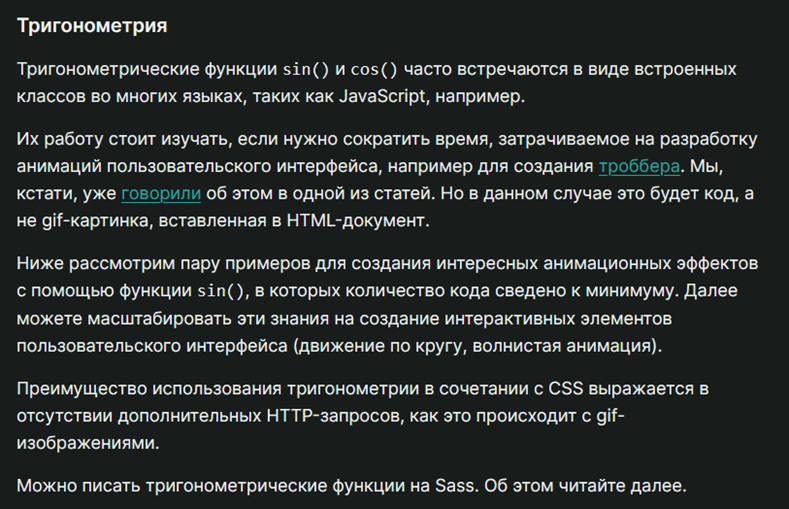 Тригонометрия
Тригонометрические функции sin() и cos() часто встречаются в виде встроенных
классов во многих языках, таких как JavaScript, например.
Их работу стоит изучать, если нужно сократить время, затрачиваемое на разработку
анимаций пользовательского интерфейса, например для создания троббера. Мы,
кстати, уже говорили об этом в одной из статей. Но в данном случае это будет код, а
не gif-картинка, вставленная в HTML-документ.
Ниже рассмотрим пару примеров для создания интересных анимационных эффектов
с помощью функции sin(), в которых количество кода сведено к минимуму. Далее
можете масштабировать эти знания на создание интерактивных элементов
пользовательского интерфейса (движение по кругу, волнистая анимация).
Преимущество использования тригонометрии в сочетании с CSS выражается в
отсутствии дополнительных HTTP-запросов, как это происходит с gif-
изображениями.
Можно писать тригонометрические функции на Sass. Об этом читайте далее.